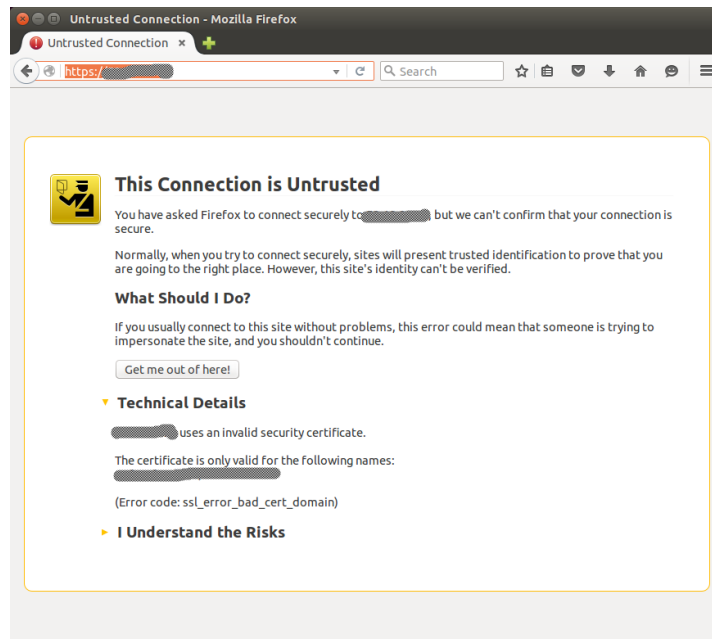 Untrusted Connection - Mozilla Firefox
Untrusted Connection
https:/
Search
This Connection is Untrusted
You have asked Firefox to connect securely to , but we can't confirm that your connection is
secure.
Normally, when you try to connect securely, sites will present trusted identification to prove that you
are going to the right place. However, this site's identity can't be verified.
What Should I Do?
If you usually connect to this site without problems, this error could mean that someone is trying to
impersonate the site, and you shouldn't continue.
Get me out of here!
Technical Details
uses an invalid security certificate.
The certificate is only valid for the following names:
(Error code: ssl_error_bad_cert_domain)
I Understand the Risks